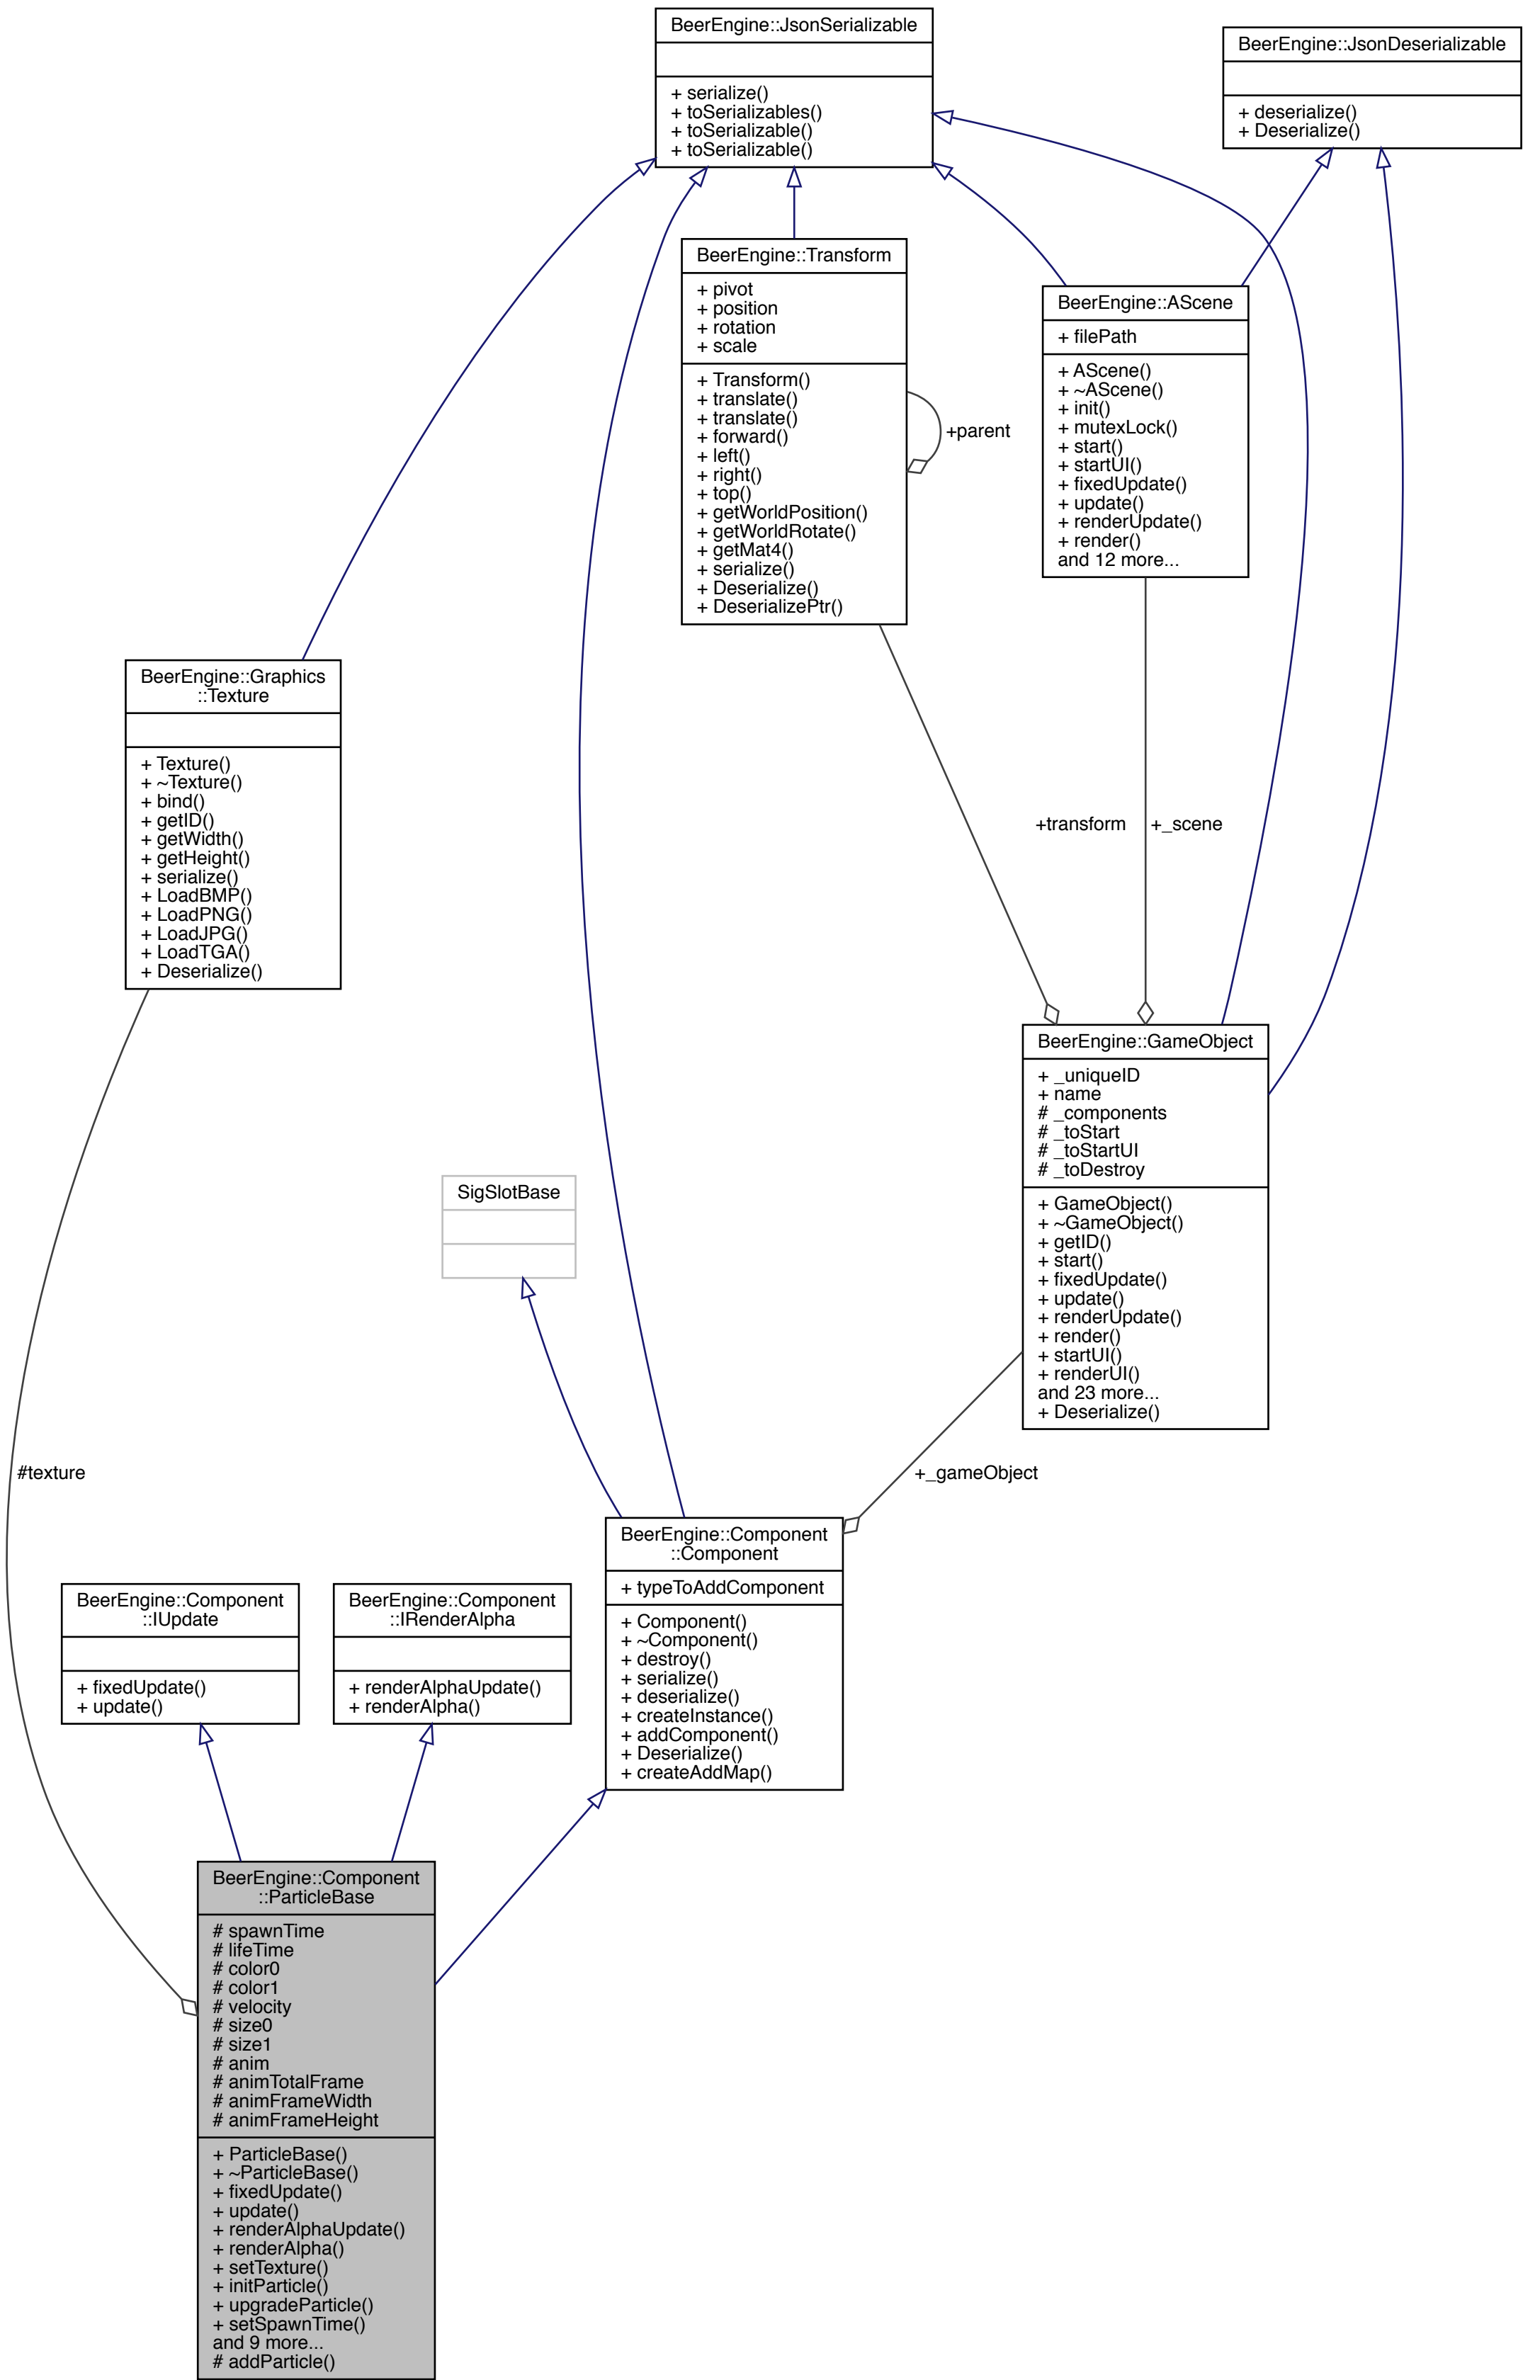 BeerEngine::JsonSerializable
+ serialize()
+ toSerializables()
+ toSerializable()
+ toSerializable()
BeerEngine::JsonDeserializable
+ deserialize()
+ Deserialize()
BeerEngine::Transform
+ pivot
+ position
+ rotation
+ scale
+ Transform()
+ translate()
+ translate()
+ forward()
+ left()
+ right()
+ top()
+ getWorldPosition()
+ getWorldRotate()
+ getMat4()
+ serialize()
+ Deserialize()
+ DeserializePtr()
+parent
BeerEngine::AScene
+ filePath
+ AScene()
+ ~AScene()
+ init()
+ mutexLock()
+ start()
+ startUI()
+ fixedUpdate()
+ update()
+ renderUpdate()
+ render()
and 12 more...
BeerEngine::Graphics
::Texture
+ Texture()
+ ~Texture()
+ bind()
+ getID()
+ getWidth()
+ getHeight()
+ serialize()
+ LoadBMP()
+ LoadPNG()
+ LoadJPG()
+ LoadTGA()
+ Deserialize()
+transform
+_scene
BeerEngine::GameObject
+ _uniqueID
+ name
# _components
# _toStart
# _toStartUI
# _toDestroy
+ GameObject()
+ ~GameObject()
+ getID()
+ start()
+ fixedUpdate()
+ update()
+ renderUpdate()
+ render()
+ startUI()
+ renderUI()
and 23 more...
+ Deserialize()
SigSlotBase
#texture
+_gameObject
BeerEngine::Component
::Component
+ typeToAddComponent
+ Component()
+ ~Component()
+ destroy()
+ serialize()
+ deserialize()
+ createInstance()
+ addComponent()
+ Deserialize()
+ createAddMap()
BeerEngine::Component
::IUpdate
+ fixedUpdate()
+ update()
BeerEngine::Component
::IRenderAlpha
+ renderAlphaUpdate()
+ renderAlpha()
BeerEngine::Component
::ParticleBase
# spawnTime
# lifeTime
# color0
# color1
# velocity
# size0
# size1
# anim
# animTotalFrame
# animFrameWidth
# animFrameHeight
+ ParticleBase()
+ ~ParticleBase()
+ fixedUpdate()
+ update()
+ renderAlphaUpdate()
+ renderAlpha()
+ setTexture()
+ initParticle()
+ upgradeParticle()
+ setSpawnTime()
and 9 more...
# addParticle()